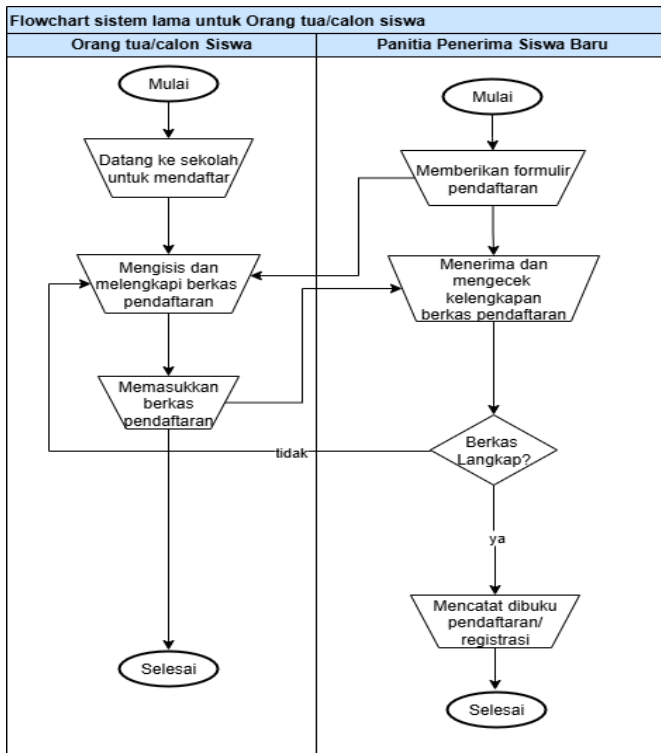 Flowchart sistem lama untuk Orang tua/calon siswa
Orang tua/calon Siswa
Panitia Penerima Siswa Baru
Mulai
Datang ke sekolah
untuk mendaftar
Mengisis dan
melengkapi berkas
pendaftaran
Memasukkan
berkas
pendaftaran
Selesai
Mulai
Memberikan formulir
pendaftaran
Menerima dan
mengecek
kelengkapan
berkas pendaftaran
Berkas
Langkap?
tidak
ya
Mencatat dibuku
pendaftaran/
registrasi
Selesai